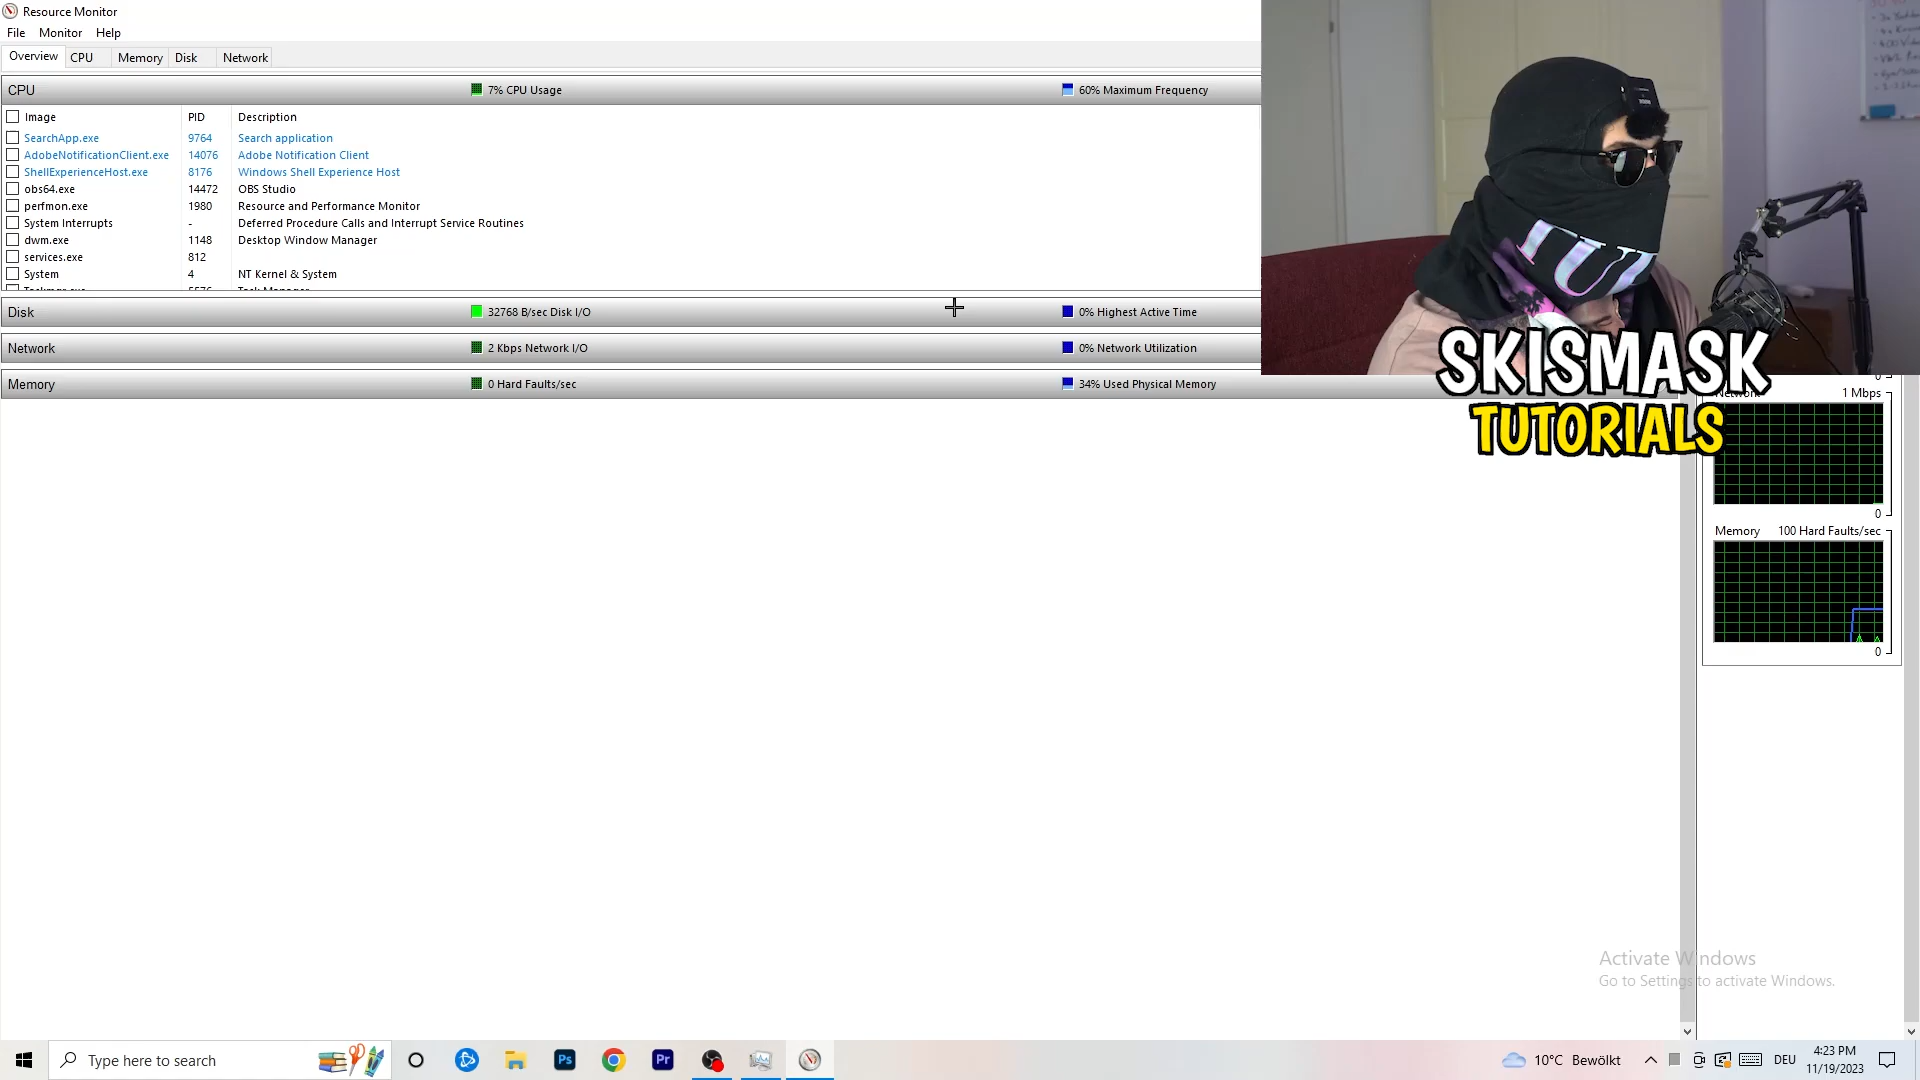 Resource Monitor
File Monitor Help
Overview CPU Memory Disk Network
CPU 7% CPU Usage 60% Maximum Frequency
Image PID Description
SearchApp.exe 9764 Search application
AdobeNotificationClient.exe 14076 Adobe Notification Client
ShellExperienceHost.exe 8176 Windows Shell Experience Host
obs64.exe 14472 OBS Studio
perfmon.exe 1980 Resource and Performance Monitor
System Interrupts - Deferred Procedure Calls and Interrupt Service Routines
dwm.exe 1148 Desktop Window Manager
services.exe 812
System 4 NT Kernel & System
Disk 32768 B/sec Disk I/O 0% Highest Active Time
Network 2 Kbps Network I/O 0% Network Utilization
Memory 0 Hard Faults/sec 34% Used Physical Memory
SKISMASK
TUTORIALS
Network 1 Mbps
0
Memory 100 Hard Faults/sec
0
Activate Windows
Go to Settings to activate Windows.
Type here to search
Ps
Pr
10°C Bewölkt
DEU
4:23 PM
11/19/2023